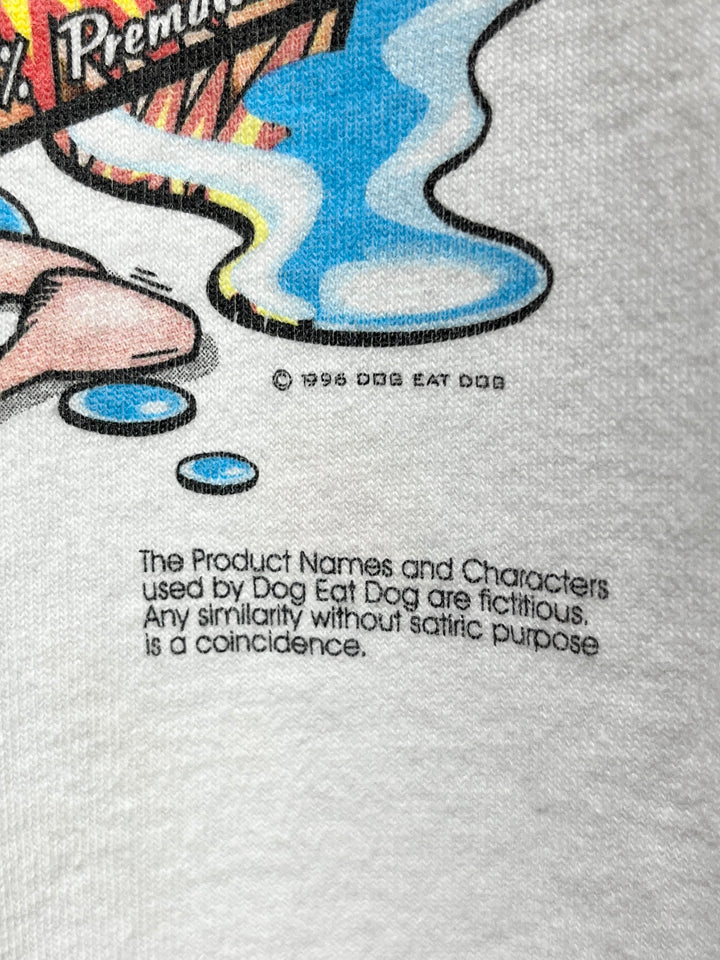 % Prem
© 1996 DOG EAT DOG
The Product Names and Characters
used by Dog Eat Dog are fictitious.
Any similarity without satiric purpose
is a coincidence.